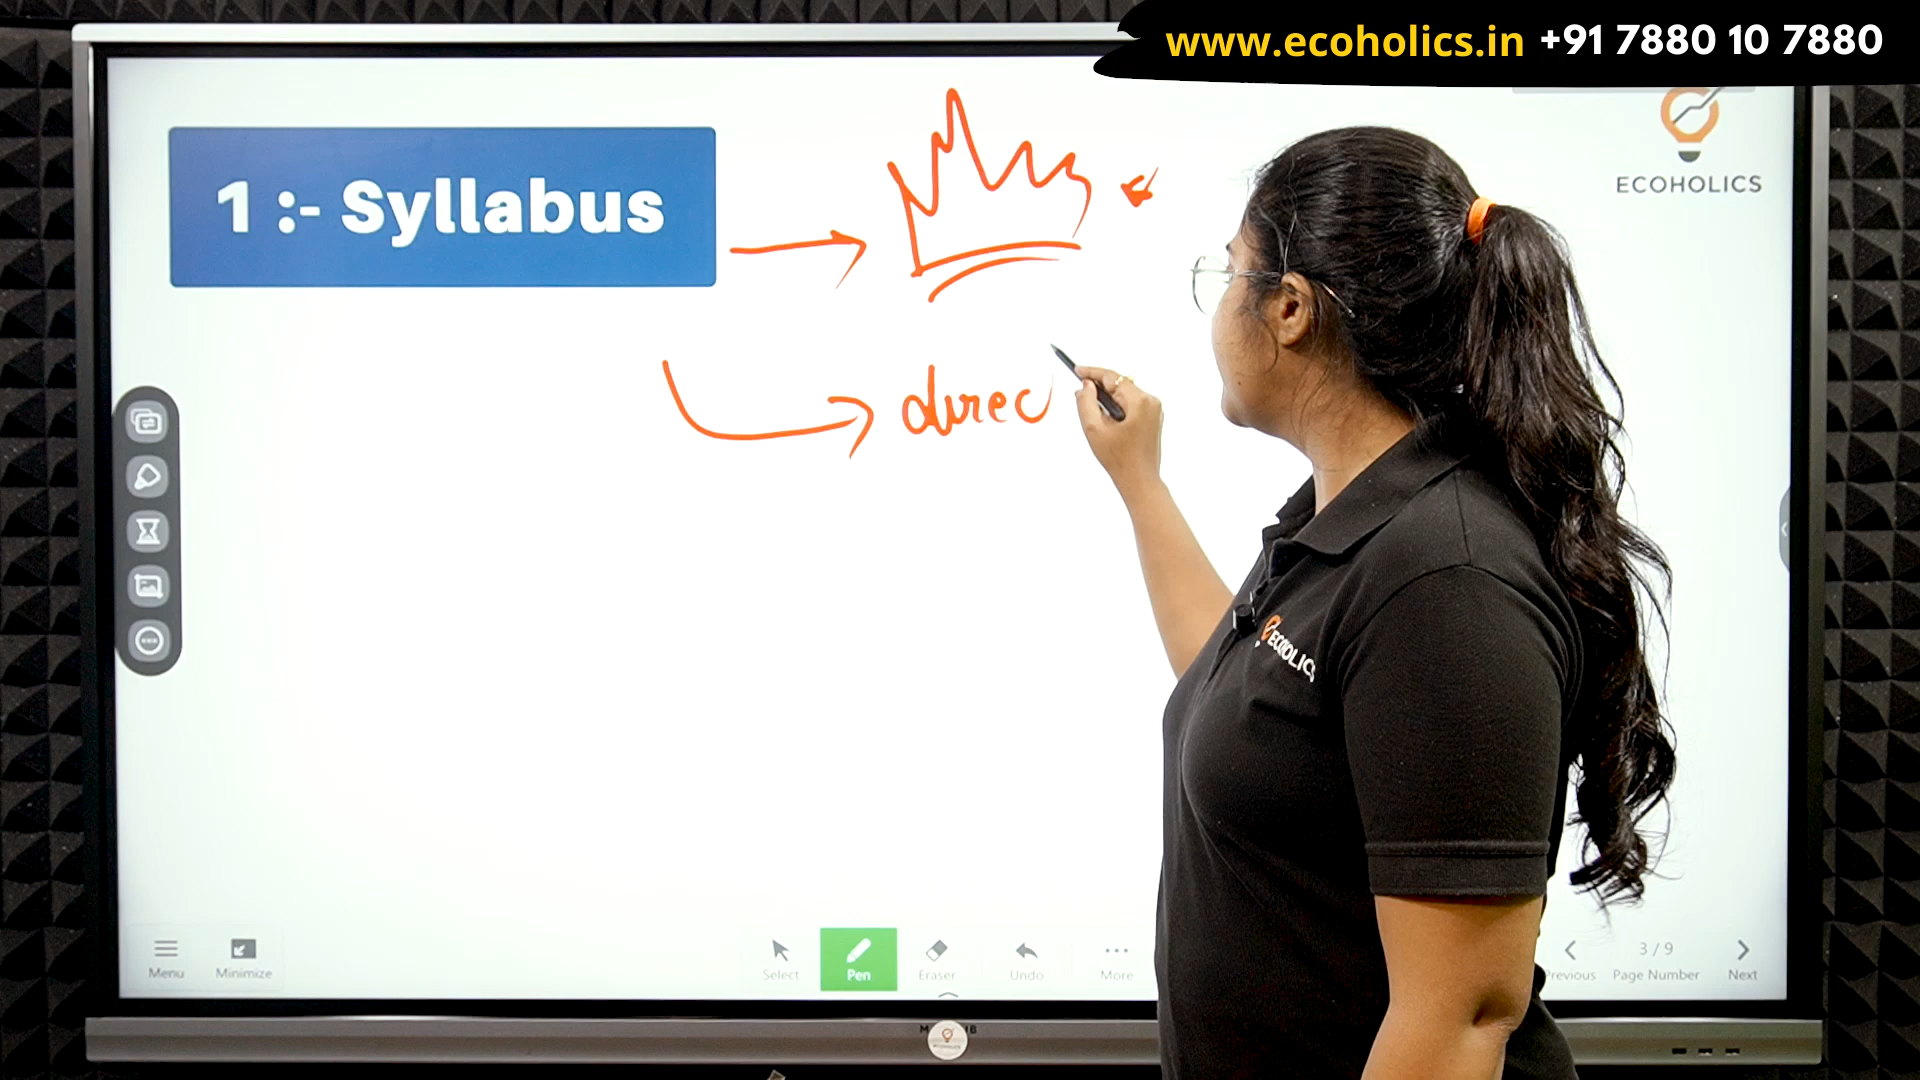 www.ecoholics.in +91 7880 10 7880
ECOHOLICS
1 :- Syllabus
direc
ECOHOLICS
Menu
Minimize
Select
Pen
Eraser
Undo
More
Previous
3 / 9
Page Number
Next